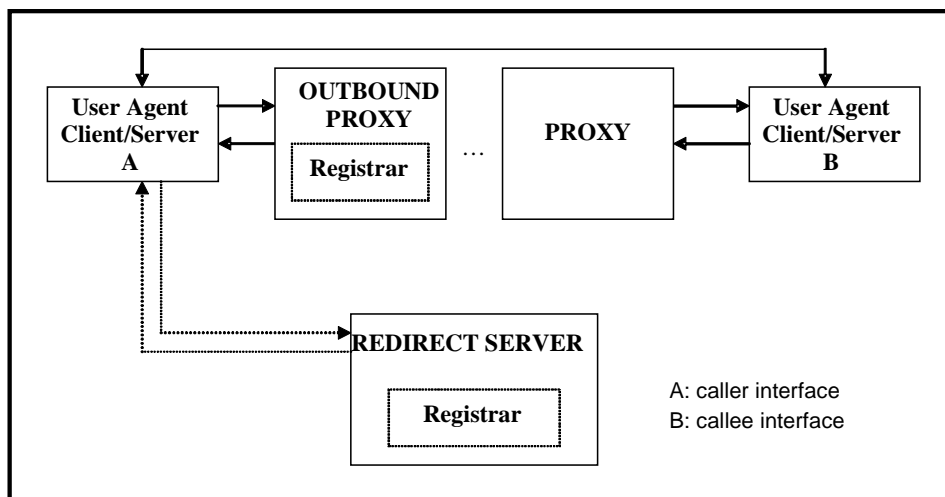 User Agent
Client/Server
A
OUTBOUND
PROXY
Registrar
...
PROXY
User Agent
Client/Server
B
REDIRECT SERVER
Registrar
A: caller interface
B: callee interface